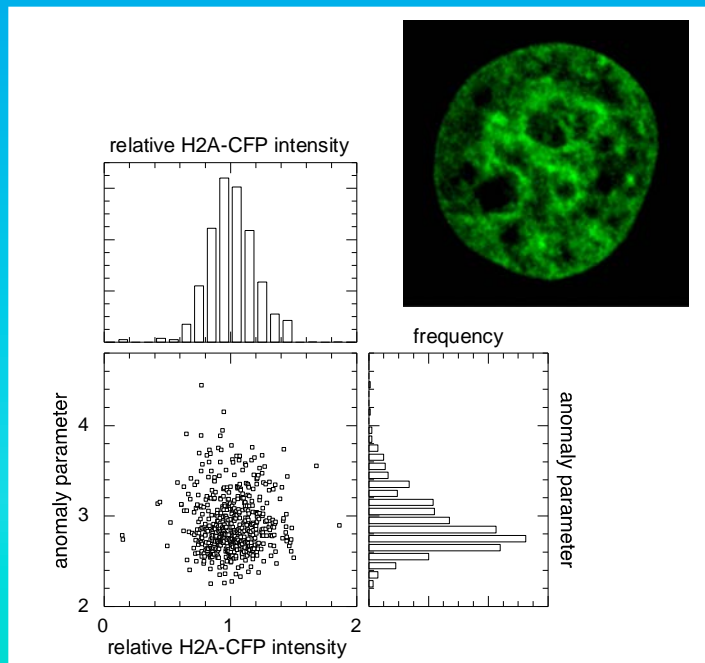 relative H2A-CFP intensity
frequency
anomaly parameter
4
3
2
anomaly parameter
0
1
2
relative H2A-CFP intensity